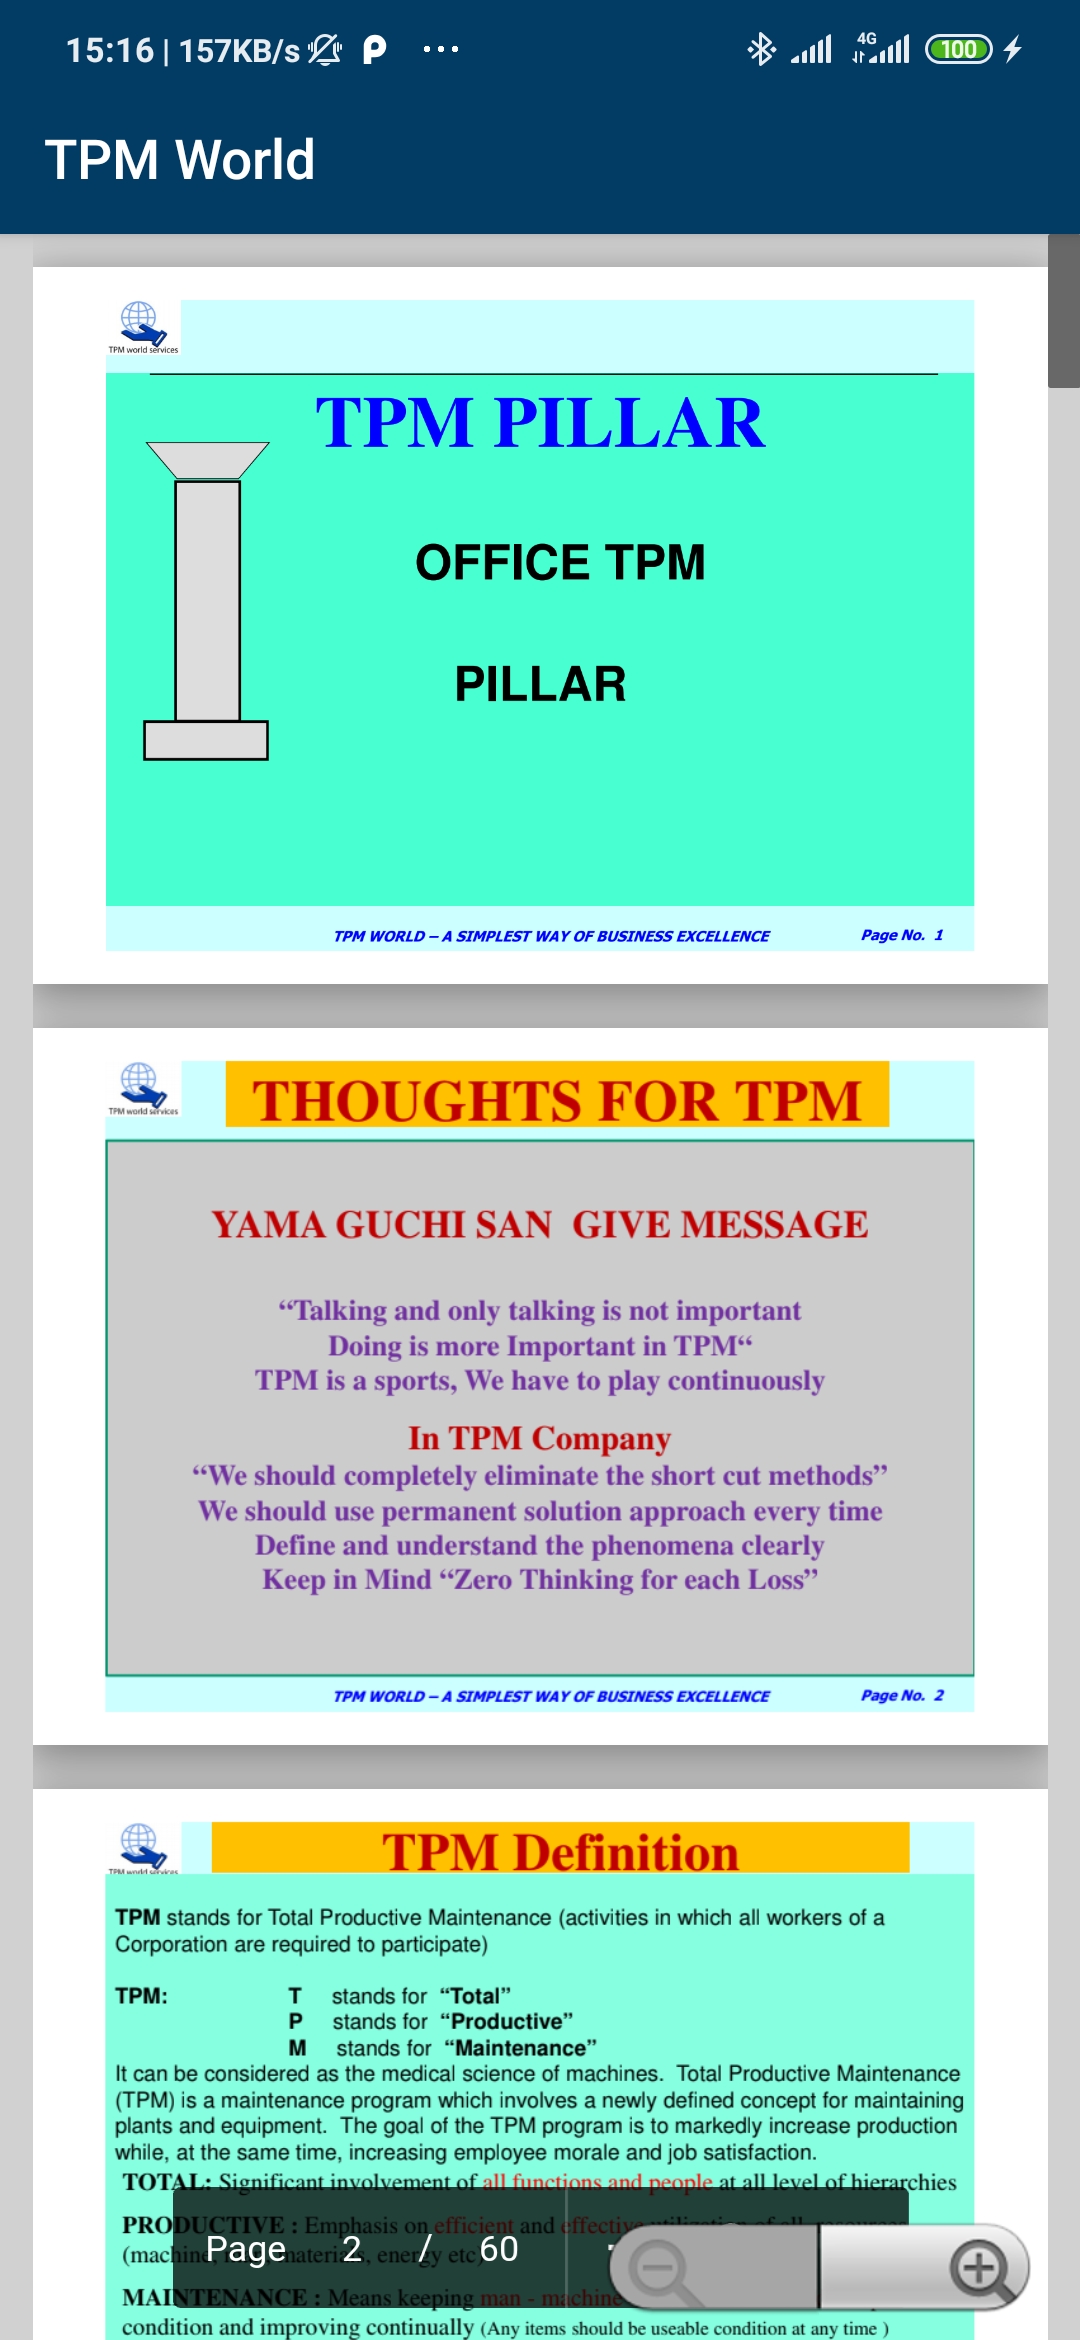 15:16 | 157KB/s
4G
100
TPM World
TPM world services
TPM PILLAR
OFFICE TPM
PILLAR
TPM WORLD – A SIMPLEST WAY OF BUSINESS EXCELLENCE Page No. 1
TPM world services
THOUGHTS FOR TPM
YAMA GUCHI SAN GIVE MESSAGE
“Talking and only talking is not important
Doing is more Important in TPM“
TPM is a sports, We have to play continuously
In TPM Company
“We should completely eliminate the short cut methods”
We should use permanent solution approach every time
Define and understand the phenomena clearly
Keep in Mind “Zero Thinking for each Loss”
TPM WORLD – A SIMPLEST WAY OF BUSINESS EXCELLENCE Page No. 2
TPM world services
TPM Definition
TPM stands for Total Productive Maintenance (activities in which all workers of a
Corporation are required to participate)
TPM: T stands for “Total”
P stands for “Productive”
M stands for “Maintenance”
It can be considered as the medical science of machines. Total Productive Maintenance
(TPM) is a maintenance program which involves a newly defined concept for maintaining
plants and equipment. The goal of the TPM program is to markedly increase production
while, at the same time, increasing employee morale and job satisfaction.
TOTAL: Significant involvement of all functions and people at all level of hierarchies
PRODUCTIVE : Emphasis on efficient and effective utilization of all resources
(machine, materials, energy etc
Page 2 / 60
MAINTENANCE : Means keeping man - machine
condition and improving continually (Any items should be useable condition at any time )